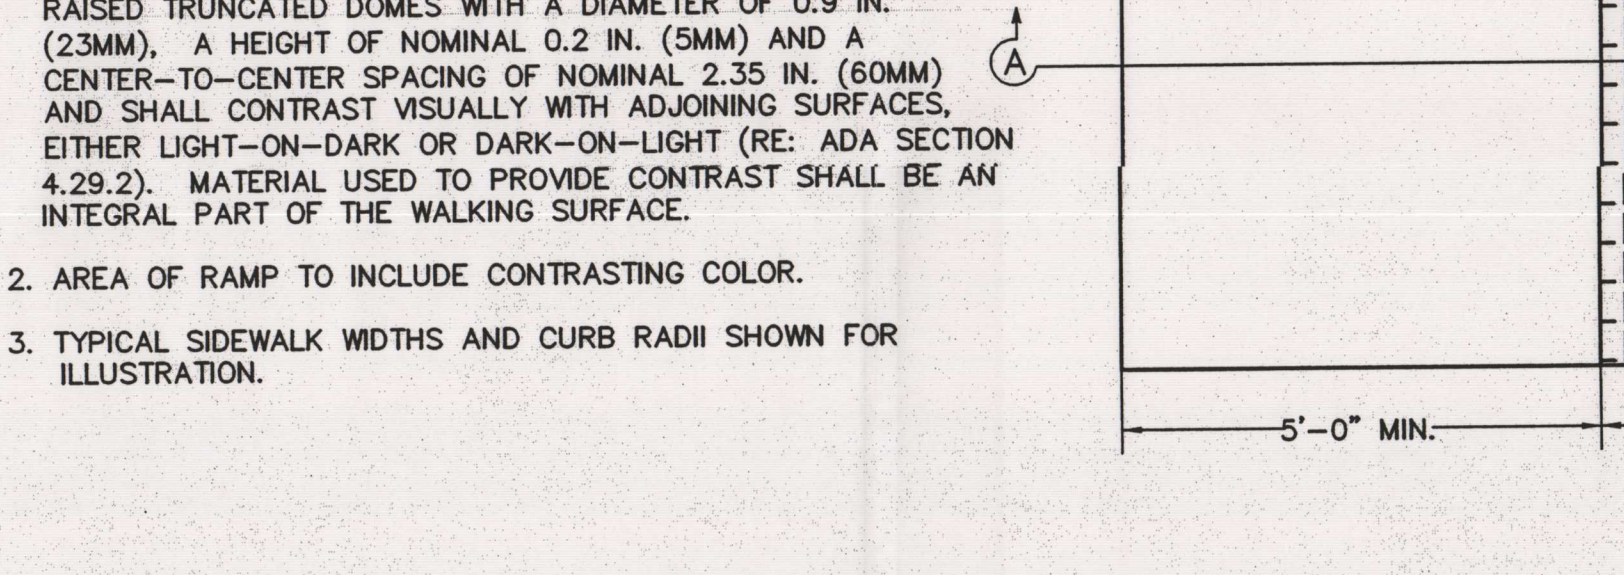 RAISED TRUNCATED DOMES WITH A DIAMETER OF 0.9 IN.
(23MM), A HEIGHT OF NOMINAL 0.2 IN. (5MM) AND A
CENTER-TO-CENTER SPACING OF NOMINAL 2.35 IN. (60MM)
AND SHALL CONTRAST VISUALLY WITH ADJOINING SURFACES,
EITHER LIGHT-ON-DARK OR DARK-ON-LIGHT (RE: ADA SECTION
4.29.2). MATERIAL USED TO PROVIDE CONTRAST SHALL BE AN
INTEGRAL PART OF THE WALKING SURFACE.
2. AREA OF RAMP TO INCLUDE CONTRASTING COLOR.
3. TYPICAL SIDEWALK WIDTHS AND CURB RADII SHOWN FOR
ILLUSTRATION.
A
5'-0" MIN.